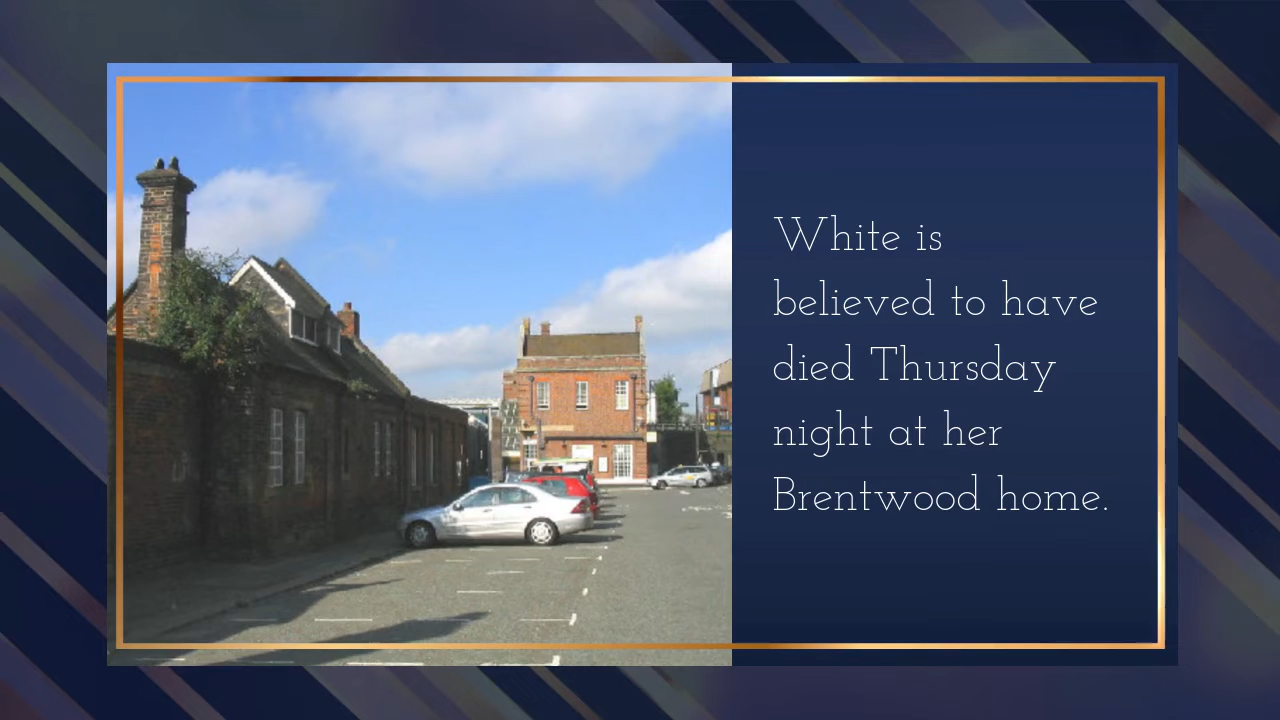 White is
believed to have
died Thursday
night at her
Brentwood home.